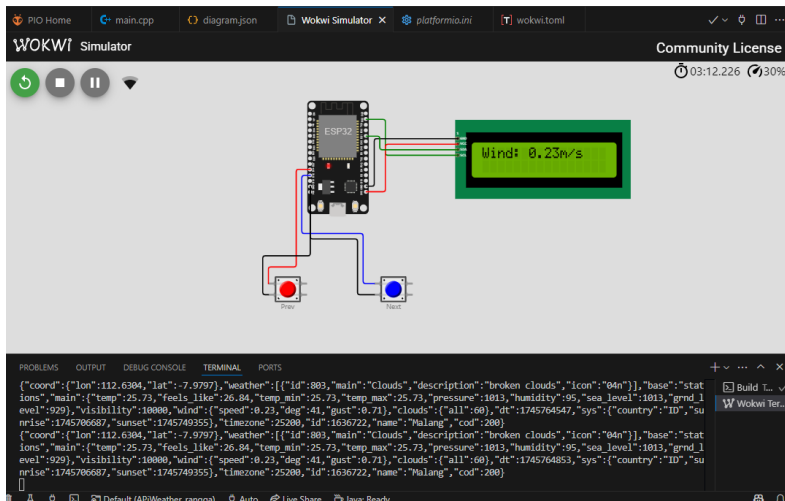 PIO Home
main.cpp
diagram.json
Wokwi Simulator
platformio.ini
wokwi.toml
WOKWI Simulator
Community License
03:12.226
30%
ESP32
Wind: 0.23m/s
Prev
Next
PROBLEMS
OUTPUT
DEBUG CONSOLE
TERMINAL
PORTS
{"coord":{"lon":112.6304,"lat":-7.9797},"weather":[{"id":803,"main":"Clouds","description":"broken clouds","icon":"04n"}],"base":"stat
ions","main":{"temp":25.73,"feels_like":26.84,"temp_min":25.73,"temp_max":25.73,"pressure":1013,"humidity":95,"sea_level":1013,"grnd_l
evel":929},"visibility":10000,"wind":{"speed":0.23,"deg":41,"gust":0.71},"clouds":{"all":60},"dt":1745764547,"sys":{"country":"ID","su
nrise":1745706687,"sunset":1745749355},"timezone":25200,"id":1636722,"name":"Malang","cod":200}
{"coord":{"lon":112.6304,"lat":-7.9797},"weather":[{"id":803,"main":"Clouds","description":"broken clouds","icon":"04n"}],"base":"stat
ions","main":{"temp":25.73,"feels_like":26.84,"temp_min":25.73,"temp_max":25.73,"pressure":1013,"humidity":95,"sea_level":1013,"grnd_l
evel":929},"visibility":10000,"wind":{"speed":0.23,"deg":41,"gust":0.71},"clouds":{"all":60},"dt":1745764853,"sys":{"country":"ID","su
nrise":1745706687,"sunset":1745749355},"timezone":25200,"id":1636722,"name":"Malang","cod":200}
Build T...
Wokwi Ter...
Default (APiWeather_rangga)
Auto
Live Share
Java: Ready